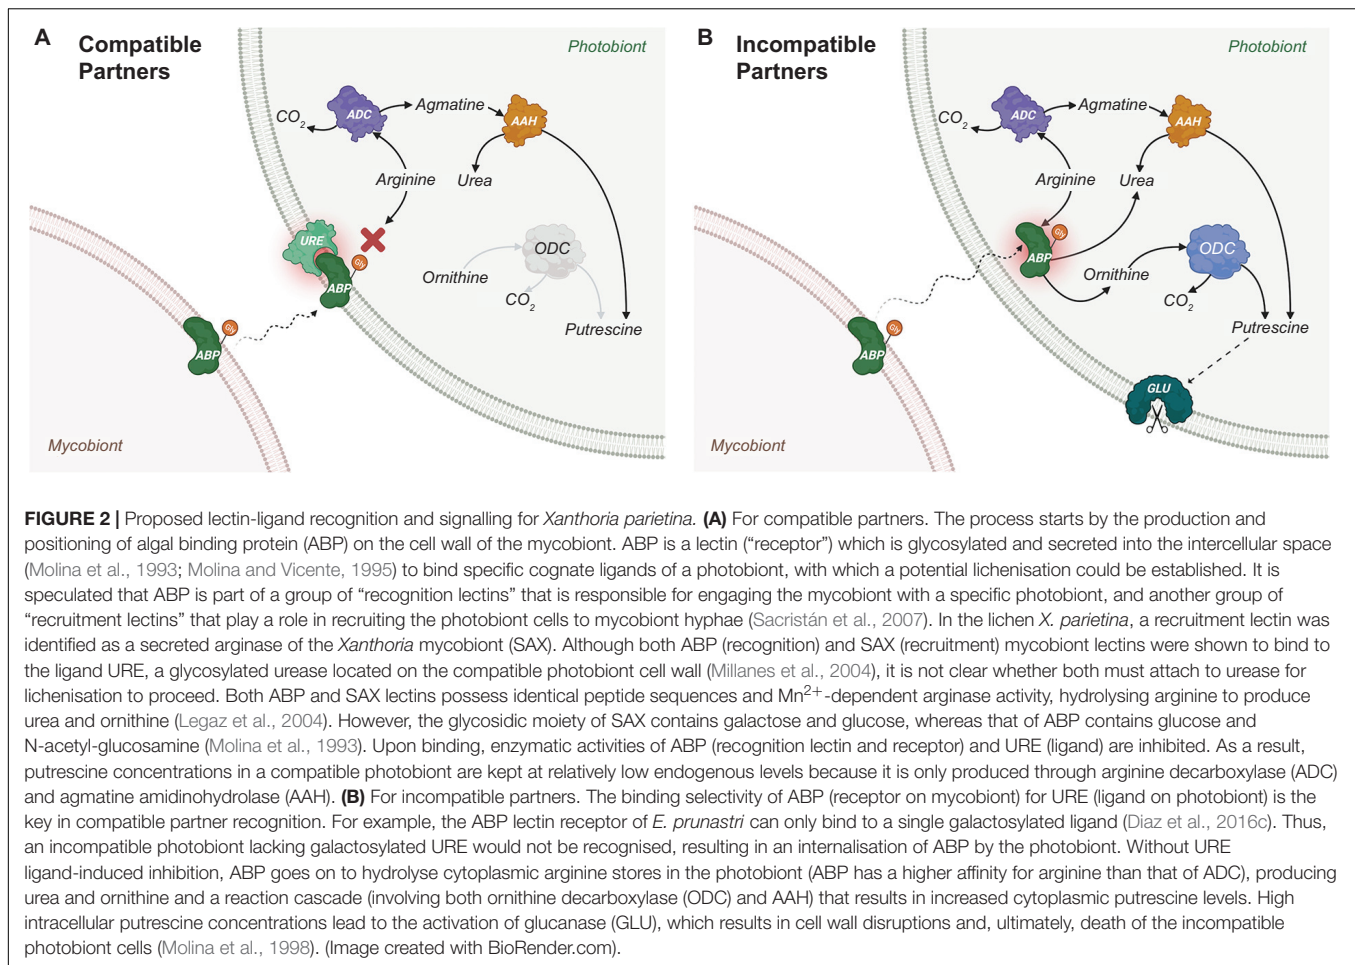 A Compatible Partners
Photobiont
CO2
ADC
Agmatine
AAH
Arginine
Urea
URE
Gly
ABP
ODC
Ornithine
CO2
Putrescine
Gly
ABP
Mycobiont
B Incompatible Partners
Photobiont
CO2
ADC
Agmatine
AAH
Arginine
Urea
Gly
ABP
ODC
Ornithine
CO2
Putrescine
Gly
ABP
GLU
Mycobiont
FIGURE 2 | Proposed lectin-ligand recognition and signalling for Xanthoria parietina. (A) For compatible partners. The process starts by the production and
positioning of algal binding protein (ABP) on the cell wall of the mycobiont. ABP is a lectin (“receptor”) which is glycosylated and secreted into the intercellular space
(Molina et al., 1993; Molina and Vicente, 1995) to bind specific cognate ligands of a photobiont, with which a potential lichenisation could be established. It is
speculated that ABP is part of a group of “recognition lectins” that is responsible for engaging the mycobiont with a specific photobiont, and another group of
“recruitment lectins” that play a role in recruiting the photobiont cells to mycobiont hyphae (Sacristán et al., 2007). In the lichen X. parietina, a recruitment lectin was
identified as a secreted arginase of the Xanthoria mycobiont (SAX). Although both ABP (recognition) and SAX (recruitment) mycobiont lectins were shown to bind to
the ligand URE, a glycosylated urease located on the compatible photobiont cell wall (Millanes et al., 2004), it is not clear whether both must attach to urease for
lichenisation to proceed. Both ABP and SAX lectins possess identical peptide sequences and Mn2+-dependent arginase activity, hydrolysing arginine to produce
urea and ornithine (Legaz et al., 2004). However, the glycosidic moiety of SAX contains galactose and glucose, whereas that of ABP contains glucose and
N-acetyl-glucosamine (Molina et al., 1993). Upon binding, enzymatic activities of ABP (recognition lectin and receptor) and URE (ligand) are inhibited. As a result,
putrescine concentrations in a compatible photobiont are kept at relatively low endogenous levels because it is only produced through arginine decarboxylase (ADC)
and agmatine amidinohydrolase (AAH). (B) For incompatible partners. The binding selectivity of ABP (receptor on mycobiont) for URE (ligand on photobiont) is the
key in compatible partner recognition. For example, the ABP lectin receptor of E. prunastri can only bind to a single galactosylated ligand (Diaz et al., 2016c). Thus,
an incompatible photobiont lacking galactosylated URE would not be recognised, resulting in an internalisation of ABP by the photobiont. Without URE
ligand-induced inhibition, ABP goes on to hydrolyse cytoplasmic arginine stores in the photobiont (ABP has a higher affinity for arginine than that of ADC), producing
urea and ornithine and a reaction cascade (involving both ornithine decarboxylase (ODC) and AAH) that results in increased cytoplasmic putrescine levels. High
intracellular putrescine concentrations lead to the activation of glucanase (GLU), which results in cell wall disruptions and, ultimately, death of the incompatible
photobiont cells (Molina et al., 1998). (Image created with BioRender.com).